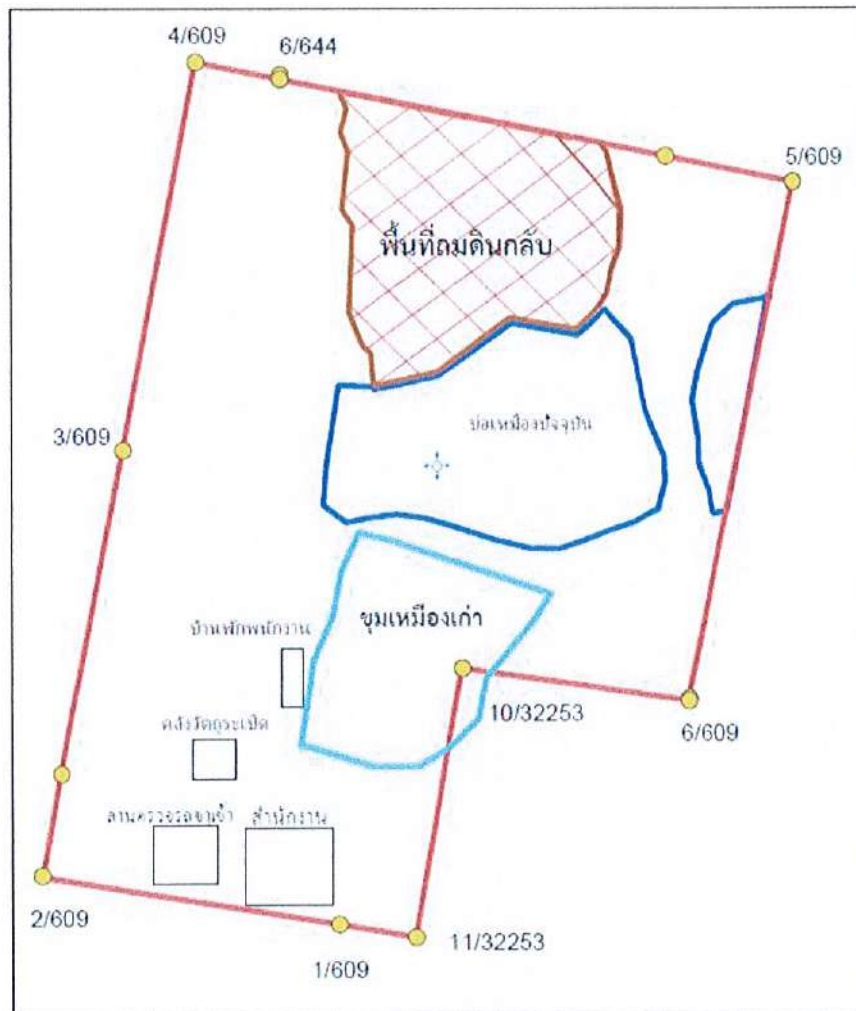 4/609
6/644
5/609
พื้นที่ถมดินกลับ
บ่อเหมืองปัจจุบัน
3/609
ขุมเหมืองเก่า
บ้านพักพนักงาน
10/32253
6/609
คลังวัตถุระเบิด
ลานตรวจรถขาเข้า สำนักงาน
2/609
11/32253
1/609